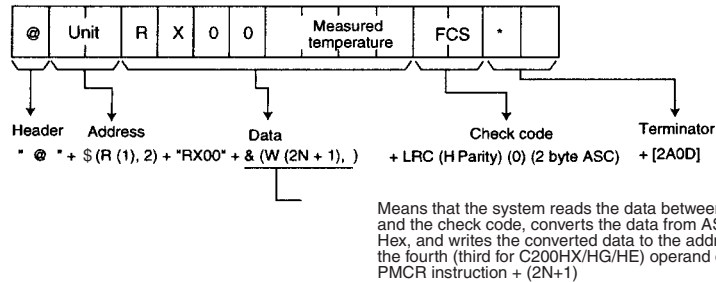 @ Unit R X 0 0 Measured temperature FCS *
Header Address Data Check code Terminator
" @ " + $ (R (1), 2) + "RX00" + & (W (2N + 1), ) + LRC (H Parity) (0) (2 byte ASC) + [2A0D]
Means that the system reads the data between
and the check code, converts the data from
Hex, and writes the converted data to the
the fourth (third for C200HX/HG/HE) operand
PMCR instruction + (2N+1)